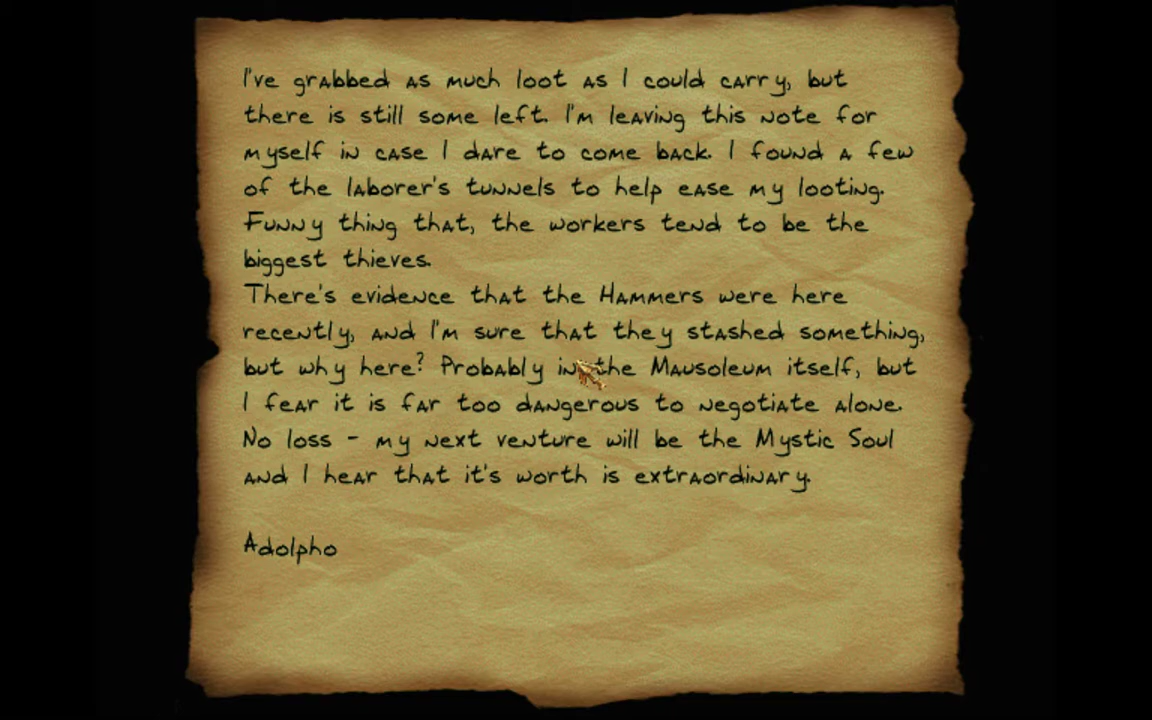 I've grabbed as much loot as I could carry, but
there is still some left. I'm leaving this note for
myself in case I dare to come back. I found a few
of the laborer's tunnels to help ease my looting.
Funny thing that, the workers tend to be the
biggest thieves.
There's evidence that the Hammers were here
recently, and I'm sure that they stashed something,
but why here? Probably in the Mausoleum itself, but
I fear it is far too dangerous to negotiate alone.
No loss - my next venture will be the Mystic Soul
and I hear that it's worth is extraordinary.
Adolpho